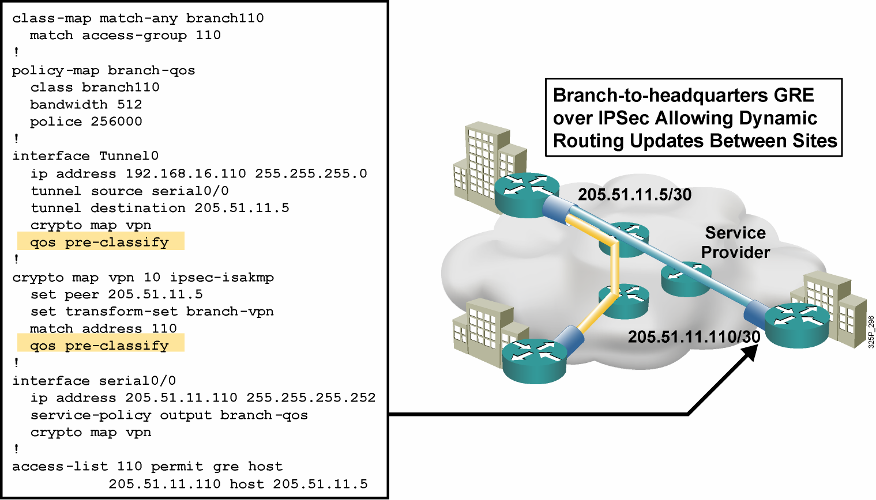 class-map match-any branch110
match access-group 110
!
policy-map branch-qos
class branch110
bandwidth 512
police 256000
!
interface Tunnel0
ip address 192.168.16.110 255.255.255.0
tunnel source serial0/0
tunnel destination 205.51.11.5
crypto map vpn
qos pre-classify
!
crypto map vpn 10 ipsec-isakmp
set peer 205.51.11.5
set transform-set branch-vpn
match address 110
qos pre-classify
!
interface serial0/0
ip address 205.51.11.110 255.255.255.252
service-policy output branch-qos
crypto map vpn
!
access-list 110 permit gre host
205.51.11.110 host 205.51.11.5
Branch-to-headquarters GRE
over IPSec Allowing Dynamic
Routing Updates Between Sites
205.51.11.5/30
Service
Provider
205.51.11.110/30
325P_296